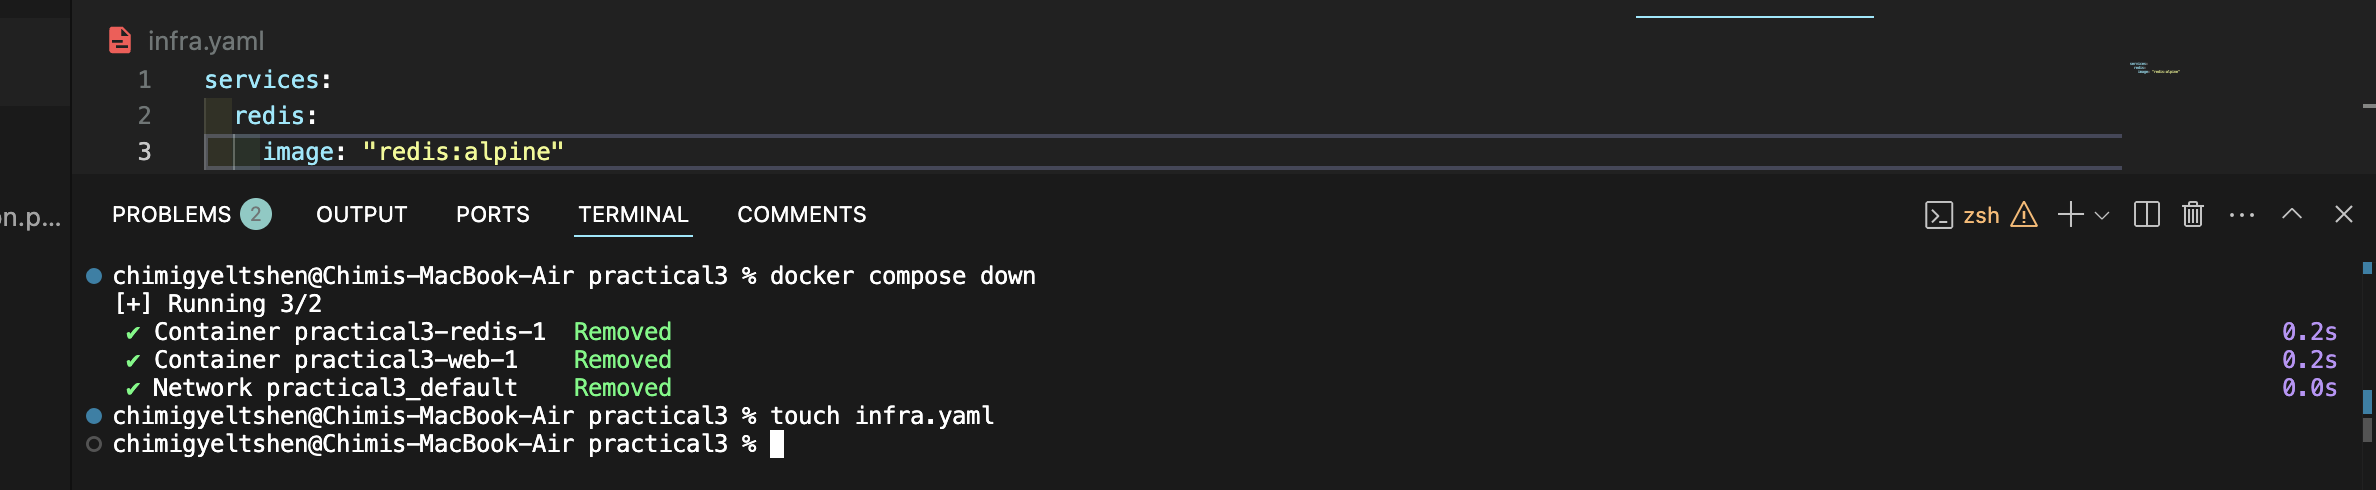 infra.yaml
1 services:
2 redis:
3 image: "redis:alpine"
on.p...
PROBLEMS 2 OUTPUT PORTS TERMINAL COMMENTS zsh
chimigyeltshen@Chimis-MacBook-Air practical3 % docker compose down
[+] Running 3/2
✔ Container practical3-redis-1 Removed 0.2s
✔ Container practical3-web-1 Removed 0.2s
✔ Network practical3_default Removed 0.0s
chimigyeltshen@Chimis-MacBook-Air practical3 % touch infra.yaml
chimigyeltshen@Chimis-MacBook-Air practical3 %